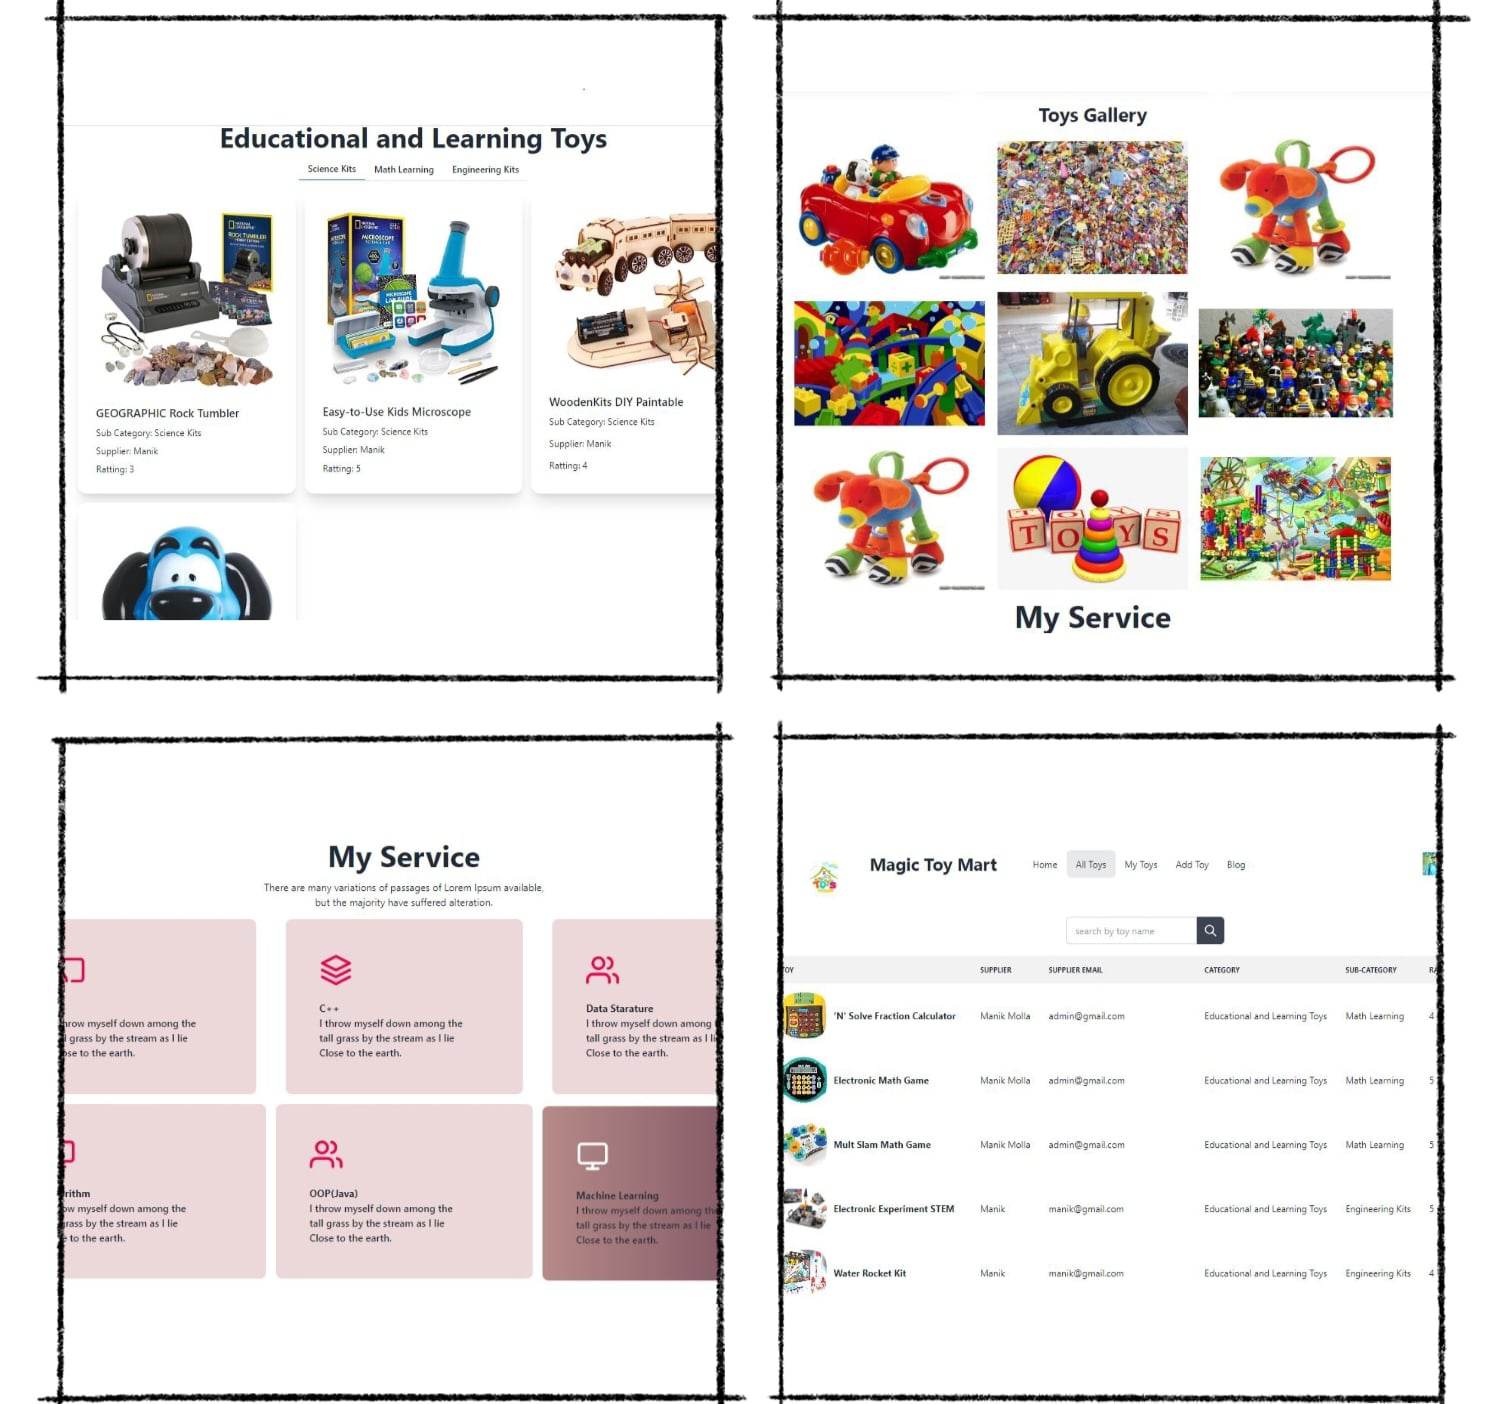 Educational and Learning Toys
Science Kits
Math Learning
Engineering Kits
NATIONAL GEOGRAPHIC
ROCK TUMBLER
MICROSCOPE
GEOGRAPHIC Rock Tumbler
Sub Category: Science Kits
Supplier: Manik
Ratting: 3
Easy-to-Use Kids Microscope
Sub Category: Science Kits
Supplier: Manik
Ratting: 5
WoodenKits DIY Paintable
Sub Category: Science Kits
Supplier: Manik
Ratting: 4
Toys Gallery
TOYS
My Service
My Service
There are many variations of passages of Lorem Ipsum available,
but the majority have suffered alteration.
hrow myself down among the
l grass by the stream as I lie
ose to the earth.
C++
I throw myself down among the
tall grass by the stream as I lie
Close to the earth.
Data Starature
I throw myself down among
tall grass by the stream as I li
Close to the earth.
rithm
ow myself down among the
grass by the stream as I lie
e to the earth.
OOP(Java)
I throw myself down among the
tall grass by the stream as I lie
Close to the earth.
Machine Learning
I throw myself down among the
tall grass by the stream as I lie
Close to the earth.
Magic Toy Mart
Home
All Toys
My Toys
Add Toy
Blog
search by toy name
TOY SUPPLIER SUPPLIER EMAIL CATEGORY SUB-CATEGORY RA
'N' Solve Fraction Calculator Manik Molla admin@gmail.com Educational and Learning Toys Math Learning 4
Electronic Math Game Manik Molla admin@gmail.com Educational and Learning Toys Math Learning 5
Mult Slam Math Game Manik Molla admin@gmail.com Educational and Learning Toys Math Learning 5
Electronic Experiment STEM Manik manik@gmail.com Educational and Learning Toys Engineering Kits 5
Water Rocket Kit Manik manik@gmail.com Educational and Learning Toys Engineering Kits 4